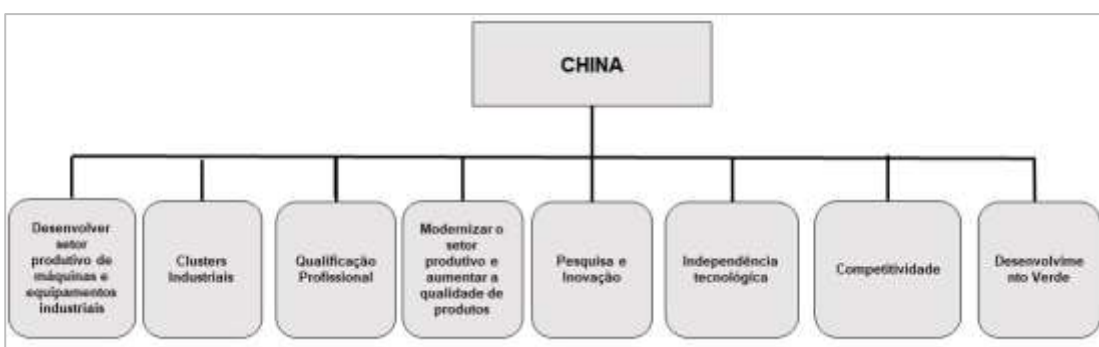 CHINA
Desenvolver
setor
produtivo de
máquinas e
equipamentos
industriais
Clusters
Industriais
Qualificação
Profissional
Modernizar o
setor
produtivo e
aumentar a
qualidade de
produtos
Pesquisa e
Inovação
Independência
tecnológica
Competitividade
Desenvolvime
nto Verde